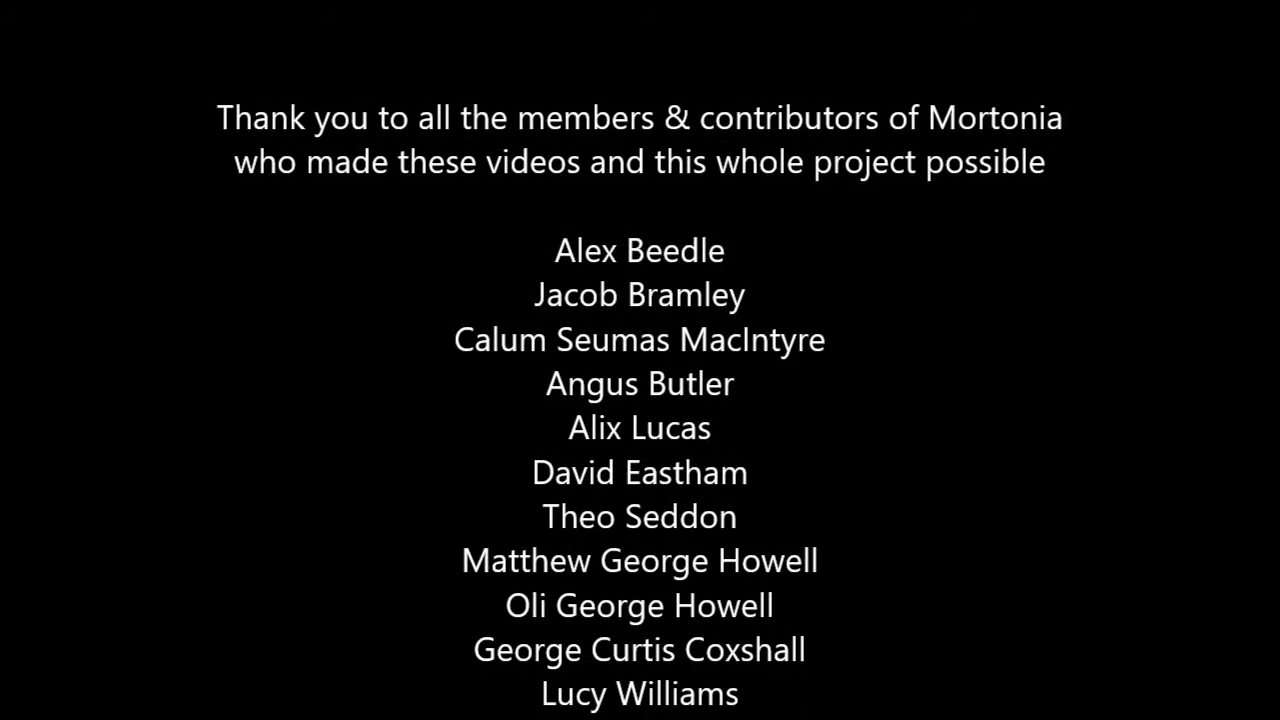 Thank you to all the members & contributors of Mortonia
who made these videos and this whole project possible
Alex Beedle
Jacob Bramley
Calum Seumas MacIntyre
Angus Butler
Alix Lucas
David Eastham
Theo Seddon
Matthew George Howell
Oli George Howell
George Curtis Coxshall
Lucy Williams